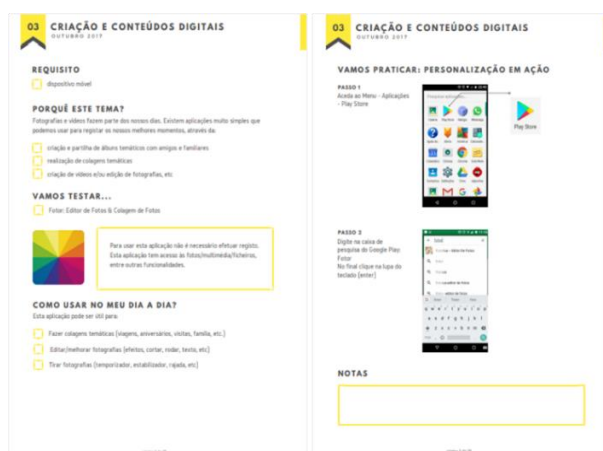 03 CRIAÇÃO E CONTEÚDOS DIGITAIS
OUTUBRO 2017
REQUISITO
dispositivo móvel
PORQUÊ ESTE TEMA?
Fotografias e vídeos fazem parte dos nossos dias. Existem aplicações muito simples que
podemos usar para registar os nossos melhores momentos, através da:
criação e partilha de álbuns temáticos com amigos e familiares
realização de colagens temáticas
criação de vídeos e/ou edição de fotografias, etc
VAMOS TESTAR...
Fotor: Editor de Fotos & Colagem de Fotos
Para usar esta aplicação não é necessário efetuar registo.
Esta aplicação tem acesso às fotos/multimédia/ficheiros,
entre outras funcionalidades.
COMO USAR NO MEU DIA A DIA?
Esta aplicação pode ser útil para:
Fazer colagens temáticas (viagens, aniversários, visitas, família, etc.)
Editar/melhorar fotografias (efeitos, cortar, rodar, texto, etc)
Tirar fotografias (temporizador, estabilizador, rajada, etc)
03 CRIAÇÃO E CONTEÚDOS DIGITAIS
OUTUBRO 2017
VAMOS PRATICAR: PERSONALIZAÇÃO EM AÇÃO
PASSO 1
Aceda ao Menu - Aplicações
- Play Store
Play Store
PASSO 2
Digite na caixa de
pesquisa do Google Play:
Fotor
No final clique na lupa do
teclado (enter)
NOTAS